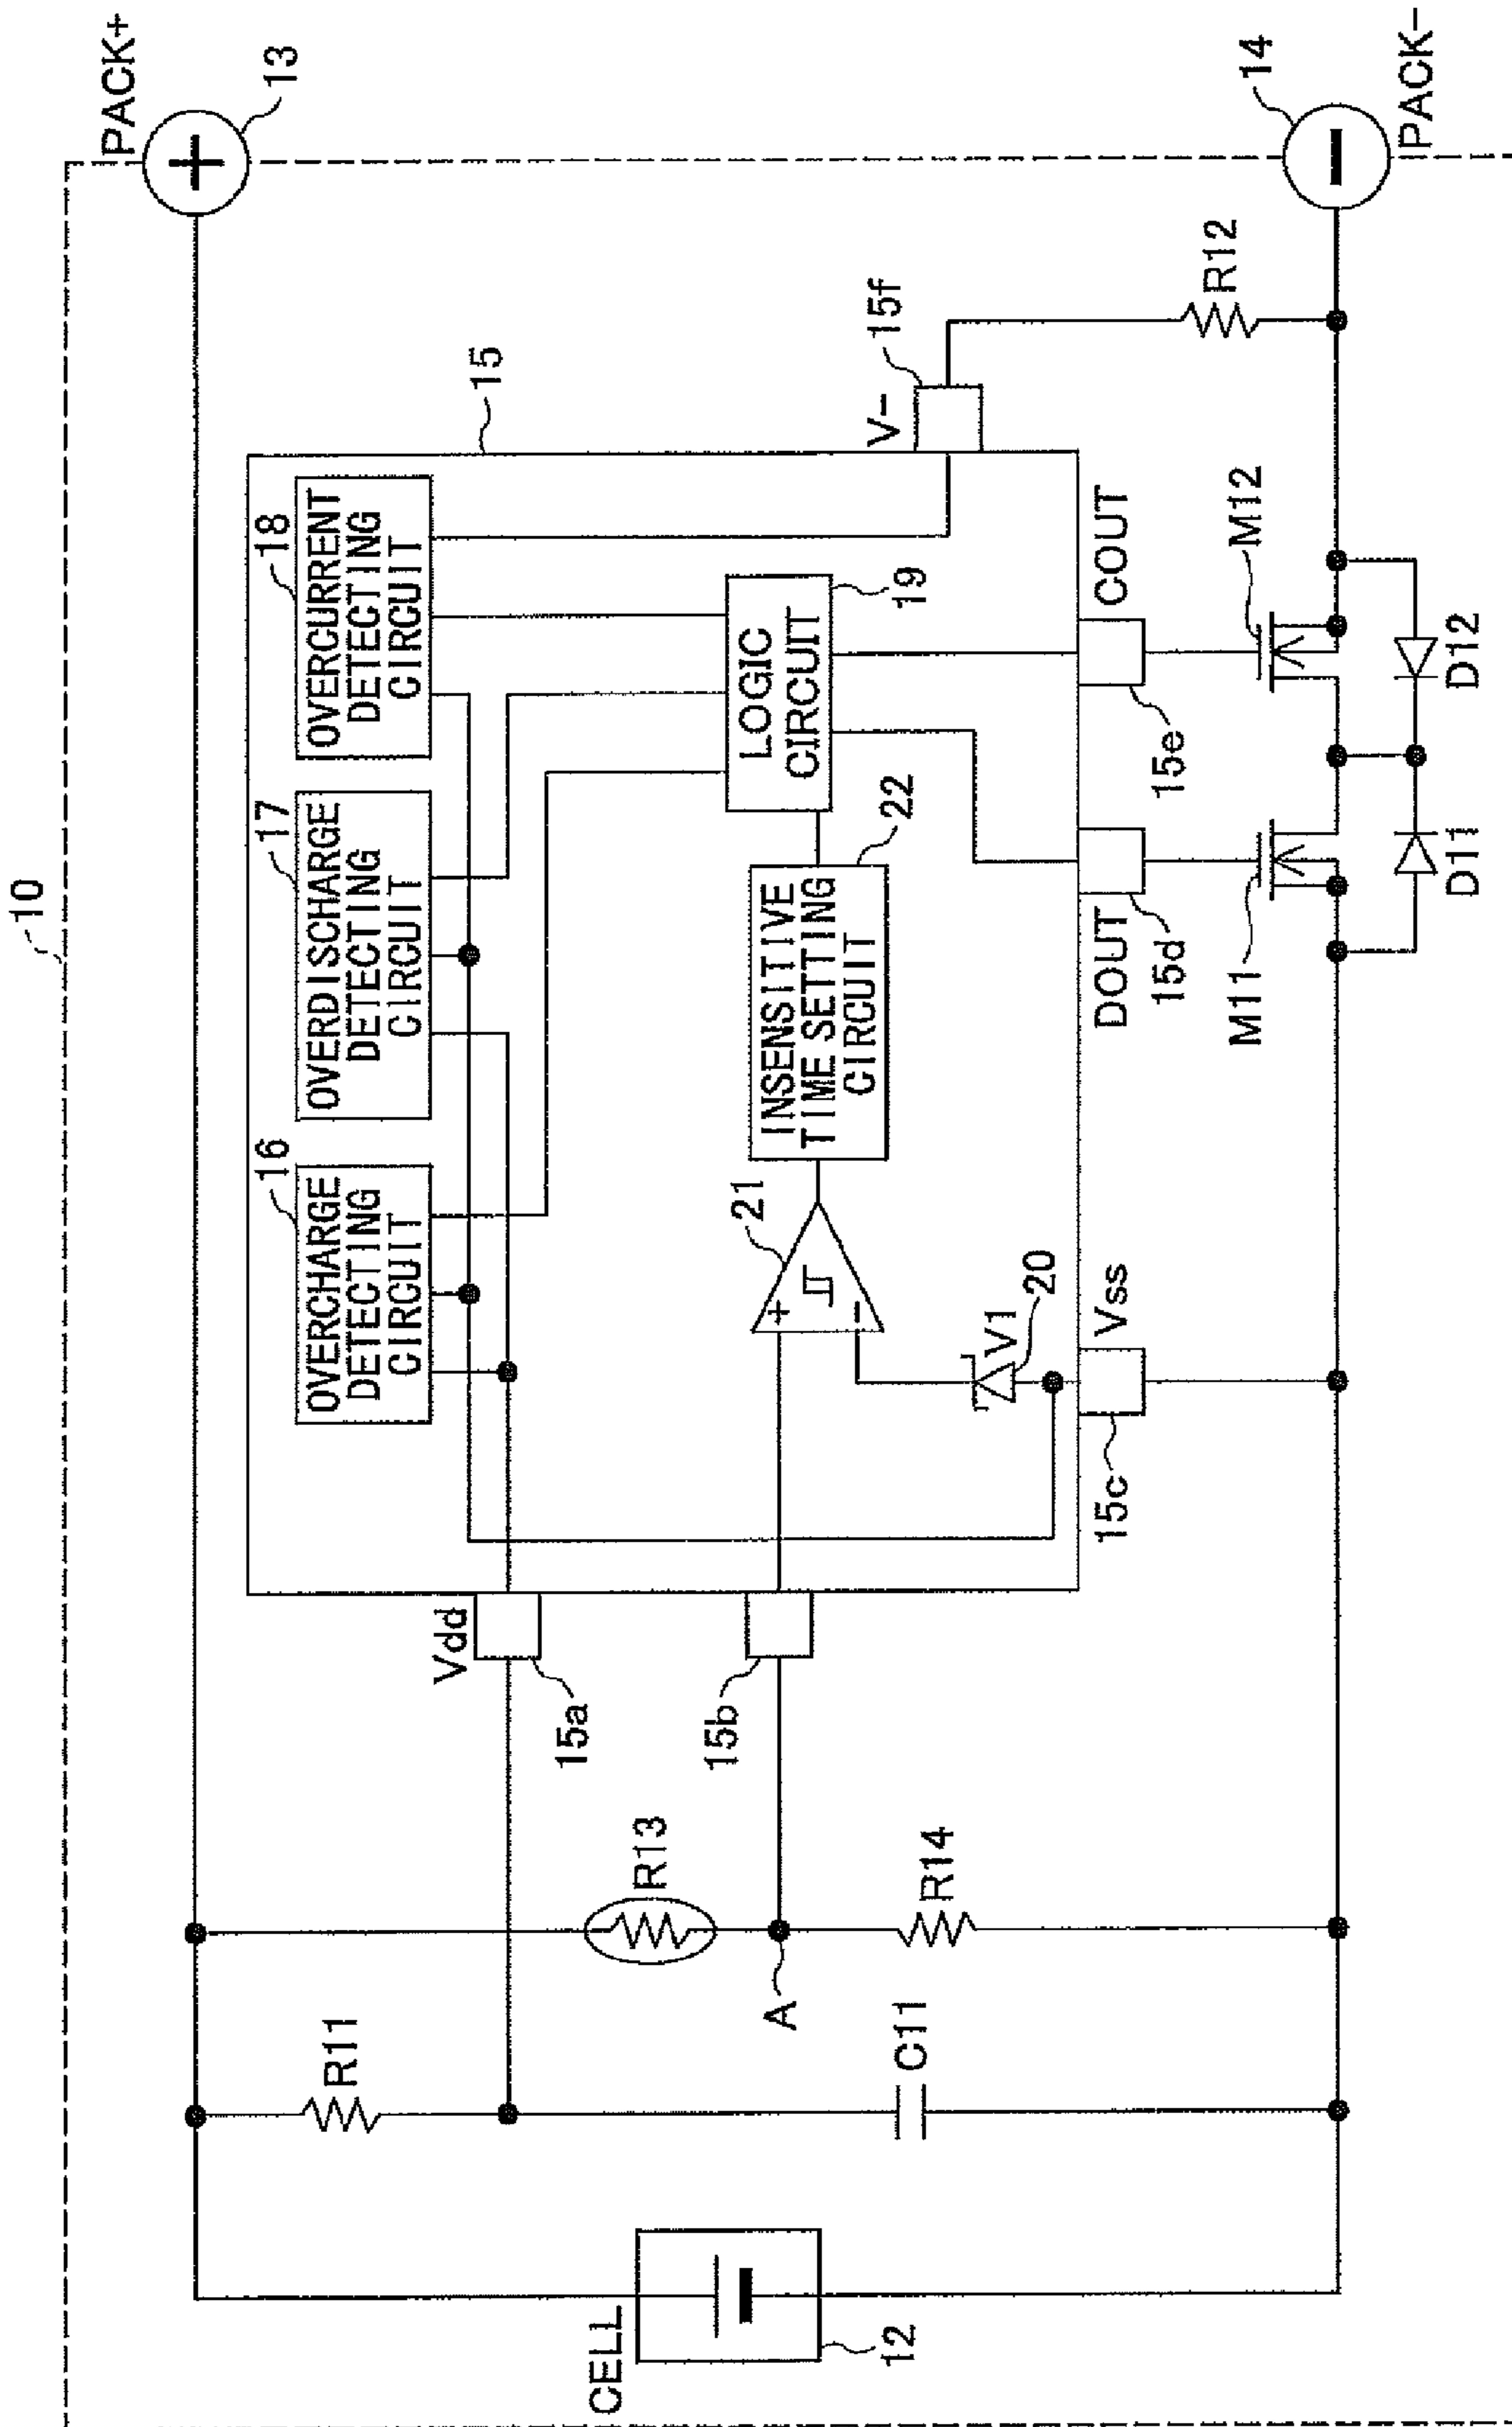 10
PACK+
13
15
16
17
18
OVERCHARGE
DETECTING
CIRCUIT
OVERDISCHARGE
DETECTING
CIRCUIT
OVERCURRENT
DETECTING
CIRCUIT
R11
Vdd
15a
R13
A
15b
21
+
−
INSENSITIVE
TIME SETTING
CIRCUIT
22
LOGIC
CIRCUIT
19
V−
15f
CELL
12
C11
R14
V1
20
Vss
15c
DOUT
15d
COUT
15e
M11
M12
R12
D11
D12
14
PACK−
+
−